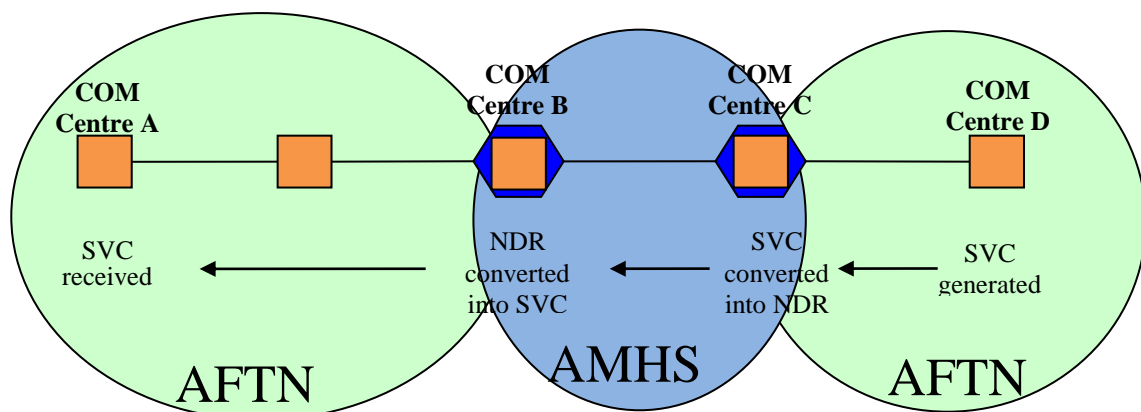 COM
Centre A
COM
Centre B
COM
Centre C
COM
Centre D
SVC
received
NDR
converted
into SVC
SVC
converted
into NDR
SVC
generated
AFTN
AMHS
AFTN